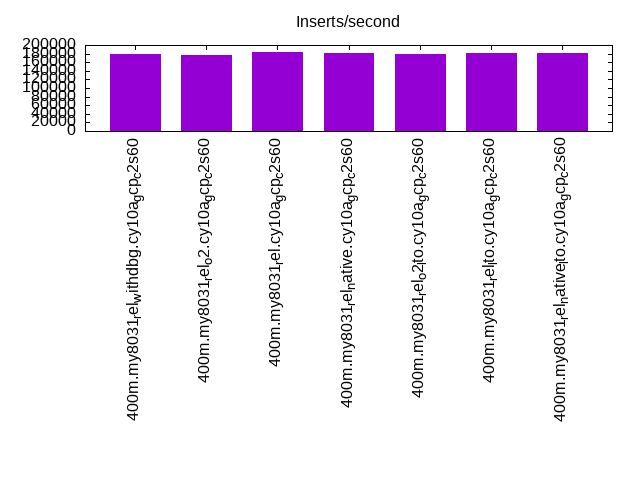 Inserts/second
200000
180000
160000
140000
120000
100000
80000
60000
40000
20000
0
400m.my8031relwithdbg.cy10agcpc2s60
400m.my8031relo2.cy10agcpc2s60
400m.my8031rel.cy10agcpc2s60
400m.my8031relnative.cy10agcpc2s60
400m.my8031relo2lto.cy10agcpc2s60
400m.my8031rellto.cy10agcpc2s60
400m.my8031relnativelto.cy10agcpc2s60